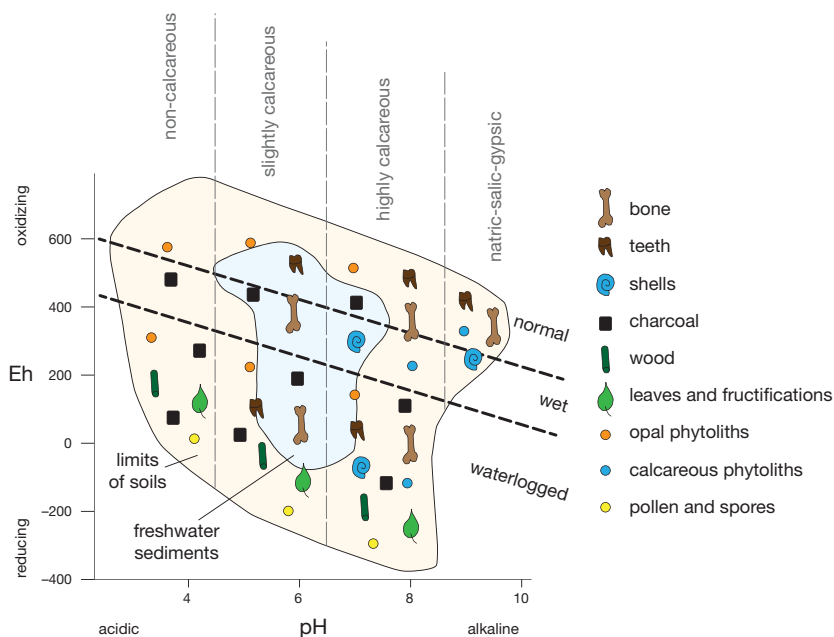 non-calcareous
slightly calcareous
highly calcareous
natric-salic-gypsic
oxidizing
600
400
Eh
200
0
−200
reducing
−400
normal
wet
waterlogged
limits
of soils
freshwater
sediments
4
6
8
10
acidic
pH
alkaline
bone
teeth
shells
charcoal
wood
leaves and fructifications
opal phytoliths
calcareous phytoliths
pollen and spores